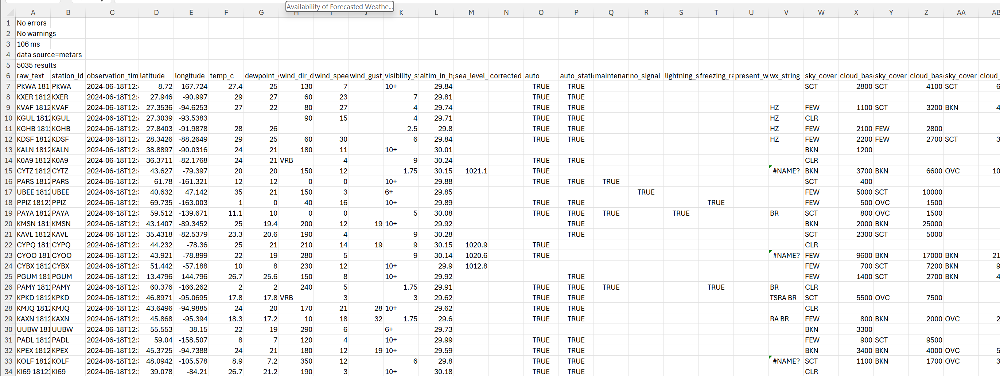 Availability of Forecasted Weathe...
A B C D E F G H I J K L M N O P Q R S T U V W X Y Z AA AB
1 No errors
2 No warnings
3 106 ms
4 data source=metars
5 5035 results
6 raw_text station_id observation_tim latitude longitude temp_c dewpoint_ wind_dir_d wind_spee wind_gust_ visibility_st altim_in_h sea_level_ corrected auto auto_stati maintenan no_signal lightning_s freezing_ra present_w wx_string sky_cover cloud_bas sky_cover cloud_bas sky_cover cloud_
7 PKWA 181 PKWA 2024-06-18T12: 8.72 167.724 27.4 25 130 7 10+ 29.84 TRUE TRUE SCT 2800 SCT 4100 SCT 6
8 KXER 1812 KXER 2024-06-18T12: 27.946 -90.997 29 27 60 23 7 29.81 TRUE TRUE
9 KVAF 1812 KVAF 2024-06-18T12: 27.3536 -94.6253 27 22 80 27 4 29.74 TRUE TRUE HZ FEW 1100 SCT 3200 BKN 4
10 KGUL 1812 KGUL 2024-06-18T12: 27.3039 -93.5383 90 15 4 29.71 TRUE TRUE HZ CLR
11 KGHB 1812 KGHB 2024-06-18T12: 27.8403 -91.9878 28 26 2.5 29.8 TRUE TRUE HZ FEW 2100 FEW 2800
12 KDSF 1812 KDSF 2024-06-18T12: 28.3426 -88.2649 29 25 60 30 6 29.84 TRUE TRUE HZ FEW 2200 FEW 2700 SCT 3
13 KALN 1812 KALN 2024-06-18T12: 38.8897 -90.0316 24 21 180 11 10+ 30.01 BKN 1200
14 K0A9 1812 K0A9 2024-06-18T12: 36.3711 -82.1768 24 21 VRB 4 9 30.24 TRUE TRUE CLR
15 CYTZ 1812 CYTZ 2024-06-18T12: 43.627 -79.397 20 20 150 12 1.75 30.15 1021.1 TRUE #NAME? BKN 3700 BKN 6600 OVC 10
16 PARS 1812 PARS 2024-06-18T12: 61.78 -161.321 12 12 0 0 10+ 29.88 TRUE TRUE TRUE SCT 400
17 UBEE 1812 UBEE 2024-06-18T12: 40.632 47.142 35 21 150 3 6+ 29.85 TRUE FEW 5000 SCT 10000
18 PPIZ 1812 PPIZ 2024-06-18T12: 69.735 -163.003 1 0 40 16 10+ 29.89 TRUE TRUE TRUE FEW 500 OVC 1500
19 PAYA 1812 PAYA 2024-06-18T12: 59.512 -139.671 11.1 10 0 0 5 30.08 TRUE TRUE TRUE TRUE BR SCT 800 OVC 1500
20 KMSN 181 KMSN 2024-06-18T12: 43.1407 -89.3452 25 19.4 200 12 19 10+ 29.92 TRUE BKN 2000 BKN 25000
21 KAVL 1812 KAVL 2024-06-18T12: 35.4318 -82.5379 23.3 20.6 190 4 9 30.28 TRUE SCT 2300 SCT 5000
22 CYPQ 181 CYPQ 2024-06-18T12: 44.232 -78.36 25 21 210 14 19 9 30.15 1020.9 TRUE CLR
23 CYOO 181 CYOO 2024-06-18T12: 43.921 -78.899 22 19 280 5 9 30.14 1020.6 TRUE #NAME? FEW 9600 BKN 17000 BKN 21
24 CYBX 1812 CYBX 2024-06-18T12: 51.442 -57.188 10 8 230 12 10+ 29.9 1012.8 FEW 700 SCT 7200 BKN 9
25 PGUM 181 PGUM 2024-06-18T12: 13.4796 144.796 26.7 25.6 150 8 10+ 29.92 TRUE FEW 1400 SCT 2700 BKN 4
26 PAMY 1812 PAMY 2024-06-18T12: 60.376 -166.262 2 2 240 5 1.75 29.91 TRUE TRUE TRUE TRUE BR CLR
27 KPKD 1812 KPKD 2024-06-18T12: 46.8971 -95.0695 17.8 17.8 VRB 3 3 29.62 TRUE TRUE TSRA BR SCT 5500 OVC 7500
28 KMJQ 1812 KMJQ 2024-06-18T12: 43.6496 -94.9885 24 20 170 21 28 10+ 29.62 TRUE TRUE CLR
29 KAXN 1812 KAXN 2024-06-18T12: 45.868 -95.394 18.3 17.2 10 18 32 1.75 29.6 TRUE TRUE RA BR FEW 800 BKN 2000 OVC 2
30 UUBW 181 UUBW 2024-06-18T12: 55.553 38.15 22 19 290 6 6+ 29.73 BKN 3300
31 PADL 1812 PADL 2024-06-18T12: 59.04 -158.507 8 7 120 4 10+ 29.99 TRUE TRUE FEW 900 SCT 9500
32 KPEX 1812 KPEX 2024-06-18T12: 45.3725 -94.7388 24 21 180 12 19 10+ 29.59 TRUE TRUE BKN 3400 BKN 4000 OVC 5
33 KOLF 1812 KOLF 2024-06-18T12: 48.0942 -105.578 8.9 7.2 350 12 6 29.8 TRUE TRUE #NAME? SCT 1100 BKN 1700 OVC 3
34 KI69 1812 KI69 2024-06-18T12: 39.078 -84.21 26.7 21.2 190 3 10+ 30.18 TRUE TRUE CLR